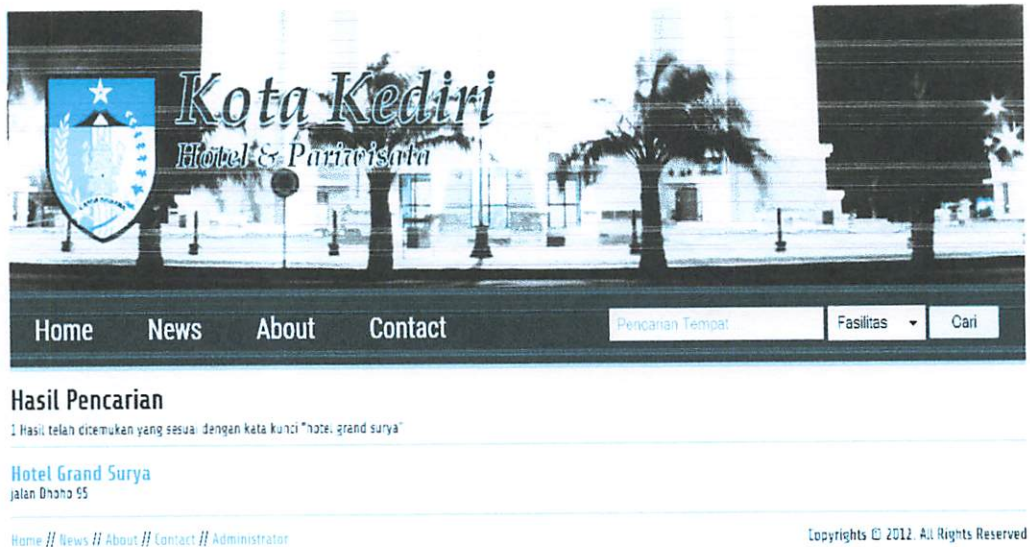 Kota Kediri
Hotel & Pariwisata
Home News About Contact Pencarian Tempat Fasilitas Cari
Hasil Pencarian
1 Hasil telah ditemukan yang sesuai dengan kata kunci "hotel grand surya"
Hotel Grand Surya
jalan Dhoho 95
Home // News // About // Contact // Administrator
Copyrights © 2012. All Rights Reserved